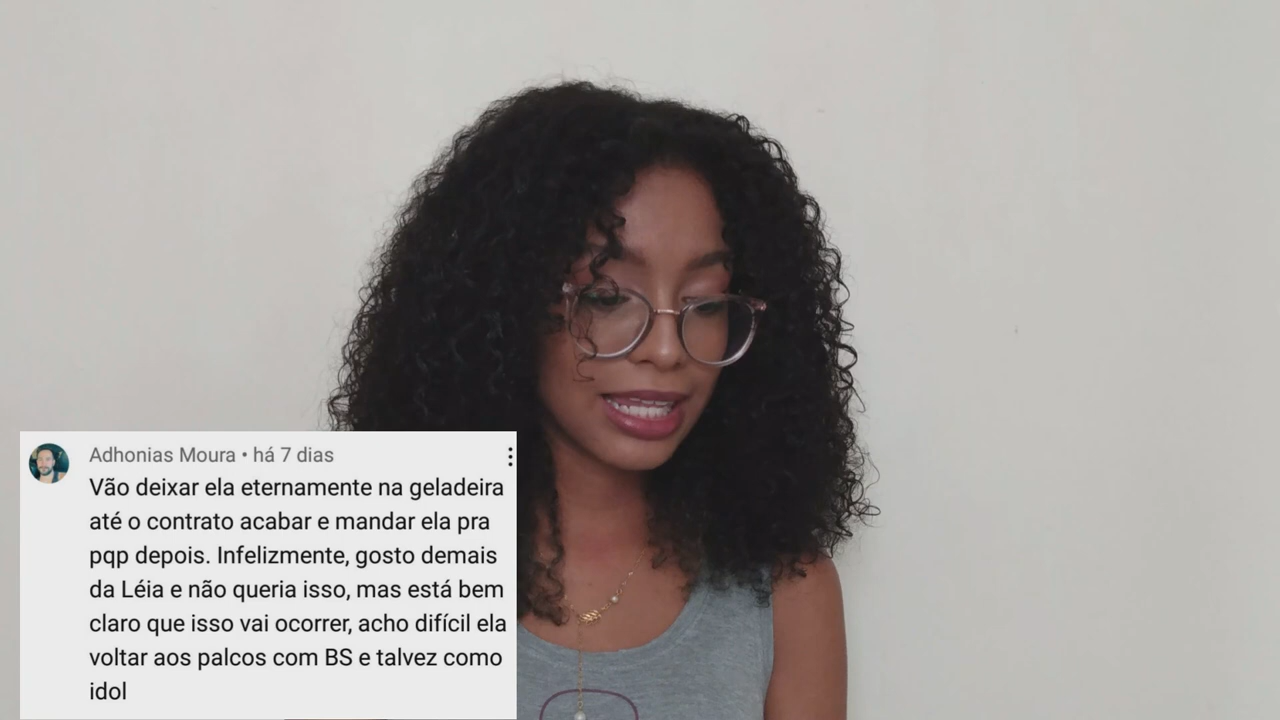 Adhonias Moura • há 7 dias
Vão deixar ela eternamente na geladeira
até o contrato acabar e mandar ela pra
pqp depois. Infelizmente, gosto demais
da Léia e não queria isso, mas está bem
claro que isso vai ocorrer, acho difícil ela
voltar aos palcos com BS e talvez como
idol